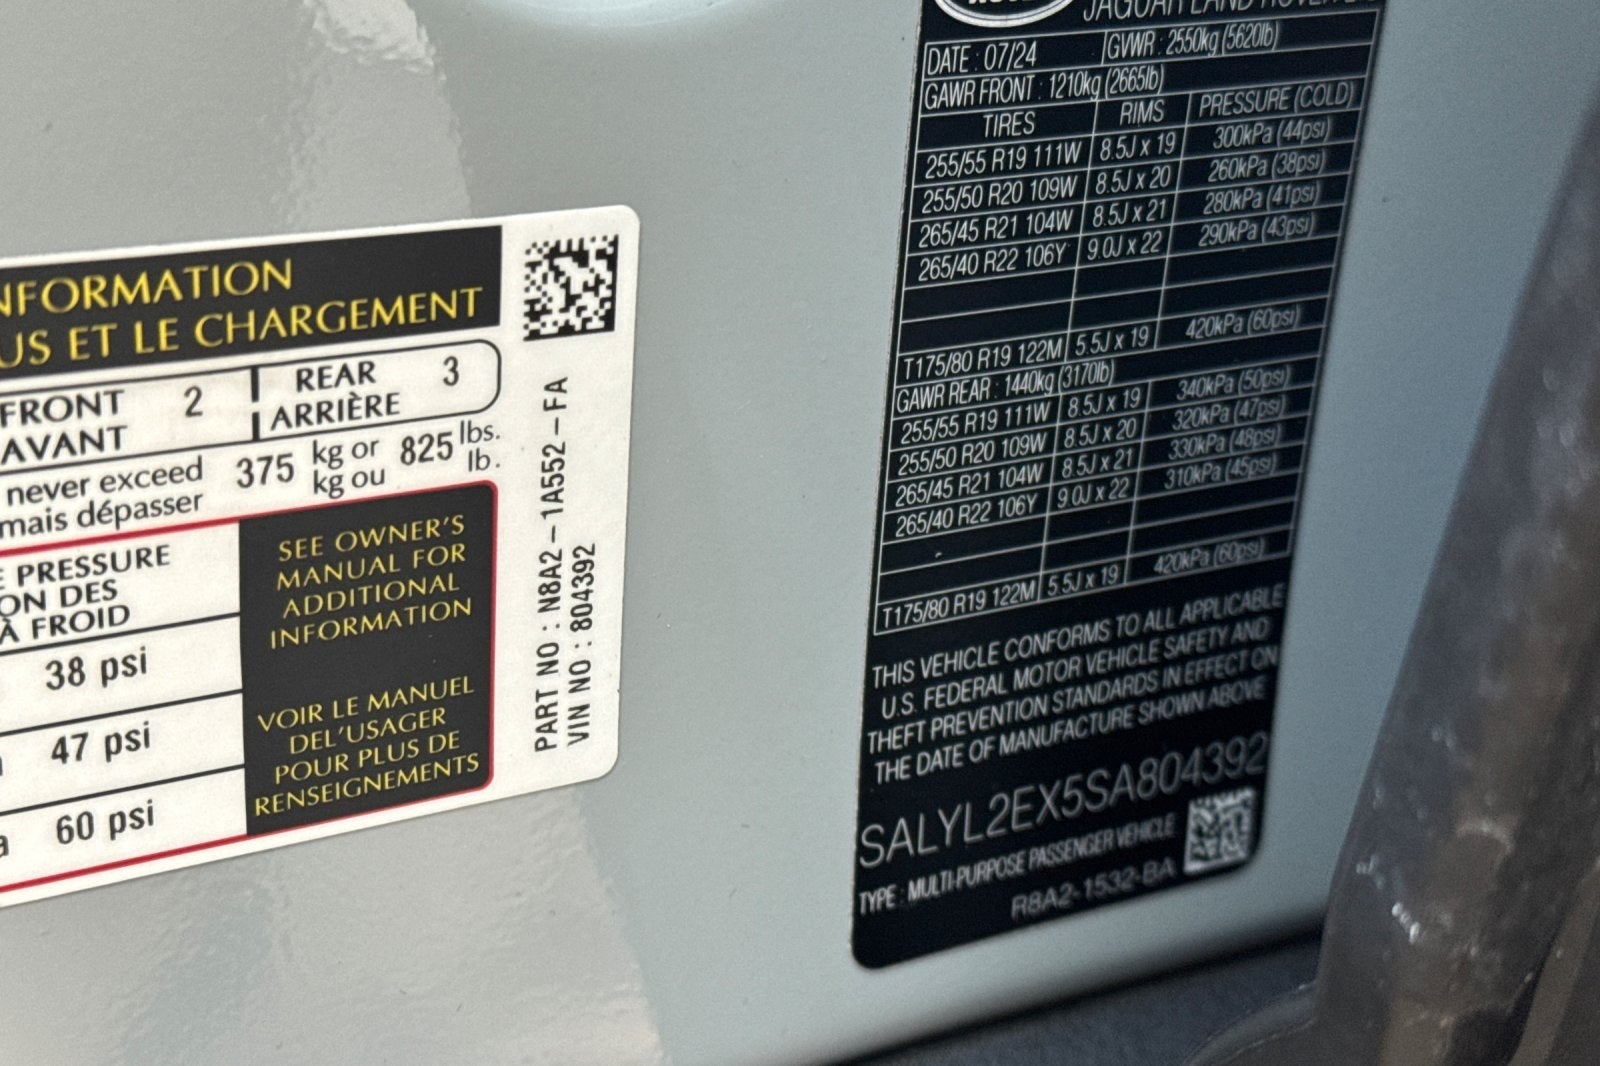 NFORMATION
US ET LE CHARGEMENT
FRONT 2 REAR 3
AVANT ARRIÈRE
never exceed 375 kg or 825 lbs.
mais dépasser kg ou lb.
PRESSURE
ON DES
À FROID
38 psi
47 psi
a 60 psi
SEE OWNER'S
MANUAL FOR
ADDITIONAL
INFORMATION
VOIR LE MANUEL
DEL'USAGER
POUR PLUS DE
RENSEIGNEMENTS
PART NO : N8A2-1A552-FA
VIN NO : 804392
JAGUAR LAND ROVER
DATE : 07/24 GVWR : 2550kg (5620lb)
GAWR FRONT : 1210kg (2665lb)
TIRES RIMS PRESSURE (COLD)
255/55 R19 111W 8.5J x 19 300kPa (44psi)
255/50 R20 109W 8.5J x 20 260kPa (38psi)
265/45 R21 104W 8.5J x 21 280kPa (41psi)
265/40 R22 106Y 9.0J x 22 290kPa (43psi)
T175/80 R19 122M 5.5J x 19 420kPa (60psi)
GAWR REAR : 1440kg (3170lb)
255/55 R19 111W 8.5J x 19 340kPa (50psi)
255/50 R20 109W 8.5J x 20 320kPa (47psi)
265/45 R21 104W 8.5J x 21 330kPa (48psi)
265/40 R22 106Y 9.0J x 22 310kPa (45psi)
T175/80 R19 122M 5.5J x 19 420kPa (60psi)
THIS VEHICLE CONFORMS TO ALL APPLICABLE
U.S. FEDERAL MOTOR VEHICLE SAFETY AND
THEFT PREVENTION STANDARDS IN EFFECT ON
THE DATE OF MANUFACTURE SHOWN ABOVE
SALYL2EX5SA804392
TYPE : MULTI-PURPOSE PASSENGER VEHICLE
R8A2-1532-BA